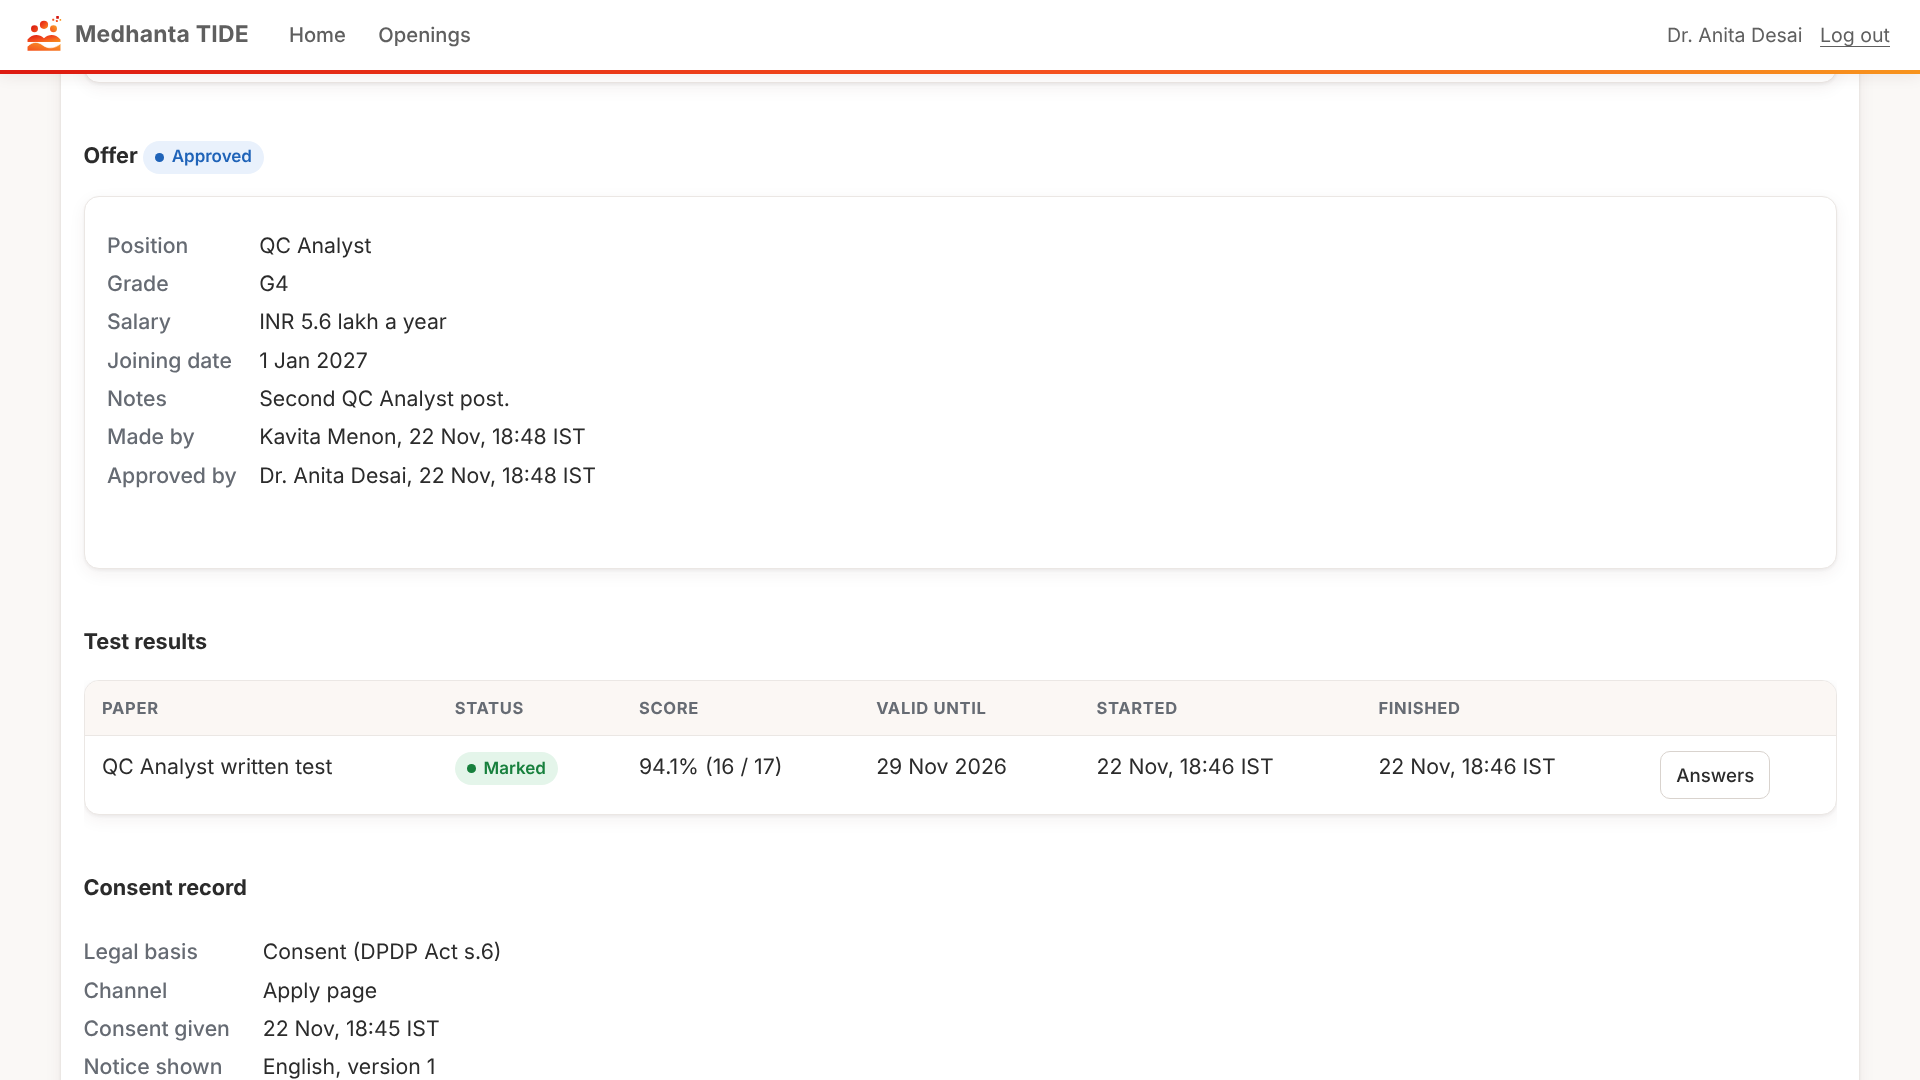 Medhanta TIDE Home Openings Dr. Anita Desai Log out
Offer Approved
Position QC Analyst
Grade G4
Salary INR 5.6 lakh a year
Joining date 1 Jan 2027
Notes Second QC Analyst post.
Made by Kavita Menon, 22 Nov, 18:48 IST
Approved by Dr. Anita Desai, 22 Nov, 18:48 IST
Test results
PAPER STATUS SCORE VALID UNTIL STARTED FINISHED
QC Analyst written test Marked 94.1% (16 / 17) 29 Nov 2026 22 Nov, 18:46 IST 22 Nov, 18:46 IST Answers
Consent record
Legal basis Consent (DPDP Act s.6)
Channel Apply page
Consent given 22 Nov, 18:45 IST
Notice shown English, version 1